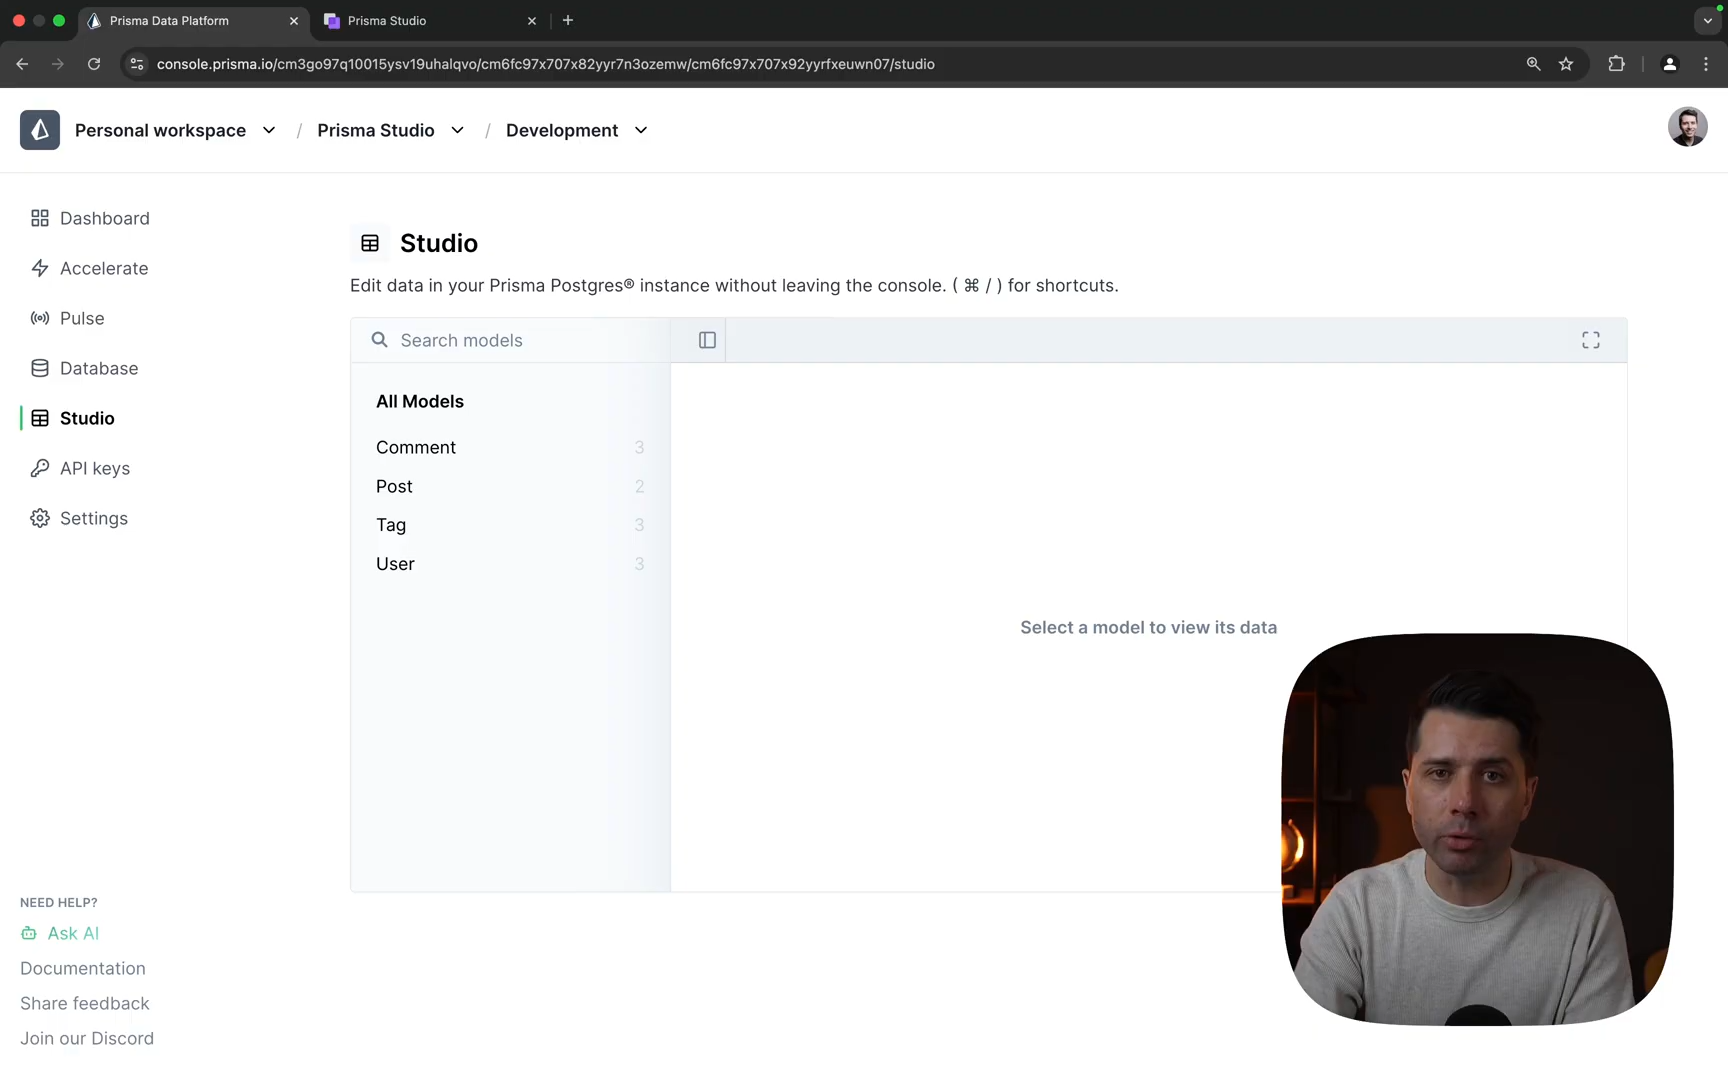 Prisma Data Platform
Prisma Studio
console.prisma.io/cm3go97q10015ysv19uhalqvo/cm6fc97x707x82yyr7n3ozemw/cm6fc97x707x92yyrfxeuwn07/studio
Personal workspace / Prisma Studio / Development
Dashboard
Accelerate
Pulse
Database
Studio
API keys
Settings
NEED HELP?
Ask AI
Documentation
Share feedback
Join our Discord
Studio
Edit data in your Prisma Postgres® instance without leaving the console. ( ⌘ / ) for shortcuts.
Search models
All Models
Comment 3
Post 2
Tag 3
User 3
Select a model to view its data